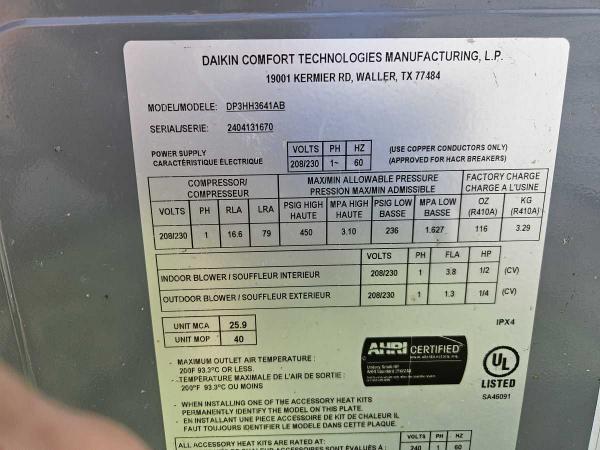 DAIKIN COMFORT TECHNOLOGIES MANUFACTURING, L.P.
19001 KERMIER RD, WALLER, TX 77484
MODEL/MODELE: DP3HH3641AB
SERIAL/SERIE: 2404131670
POWER SUPPLY
CARACTÉRISTIQUE ÉLECTRIQUE
VOLTS PH HZ
208/230 1~ 60
(USE COPPER CONDUCTORS ONLY)
(APPROVED FOR HACR BREAKERS)
COMPRESSOR/ COMPRESSEUR
MAX/MIN ALLOWABLE PRESSURE
PRESSION MAX/MIN ADMISSIBLE
FACTORY CHARGE
CHARGE A L'USINE
VOLTS PH RLA LRA PSIG HIGH HAUTE MPA HIGH HAUTE PSIG LOW BASSE MPA LOW BASSE OZ (R410A) KG (R410A)
208/230 1 16.6 79 450 3.10 236 1.627 116 3.29
VOLTS PH FLA HP
INDOOR BLOWER / SOUFFLEUR INTERIEUR 208/230 1 3.8 1/2 (CV)
OUTDOOR BLOWER / SOUFFLEUR EXTERIEUR 208/230 1 1.3 1/4 (CV)
UNIT MCA 25.9
UNIT MOP 40
IPX4
AHRI CERTIFIED
www.ahridirectory.org
UL
LISTED
SA46091
- MAXIMUM OUTLET AIR TEMPERATURE :
200F 93.3°C OR LESS.
- TEMPERATURE MAXIMALE DE L'AIR DE SORTIE :
200°F 93.3°C OU MOINS
- WHEN INSTALLING ONE OF THE ACCESSORY HEAT KITS
PERMANENTLY IDENTIFY THE MODEL ON THIS PLATE.
- EN INSTALLANT UNE PIECE ACCESSOIRE DE KIT DE CHALEUR IL
FAUT NOTER LE MODELE DANS CETTE PLAQUE.
ALL ACCESSORY HEAT KITS ARE RATED AT:
VOLTS PH HZ
240 1 60